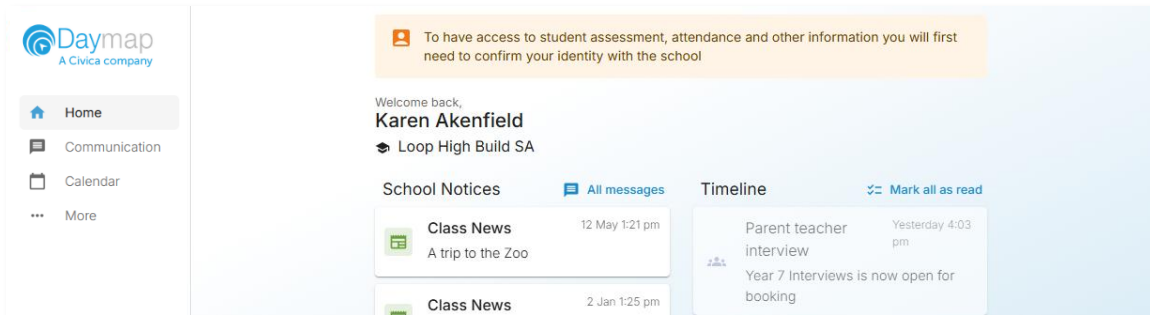 Daymap
A Civica company
Home
Communication
Calendar
More
To have access to student assessment, attendance and other information you will first
need to confirm your identity with the school
Welcome back,
Karen Akenfield
Loop High Build SA
School Notices
All messages
Class News
12 May 1:21 pm
A trip to the Zoo
Class News
2 Jan 1:25 pm
Timeline
Mark all as read
Parent teacher
interview
Yesterday 4:03
pm
Year 7 Interviews is now open for
booking